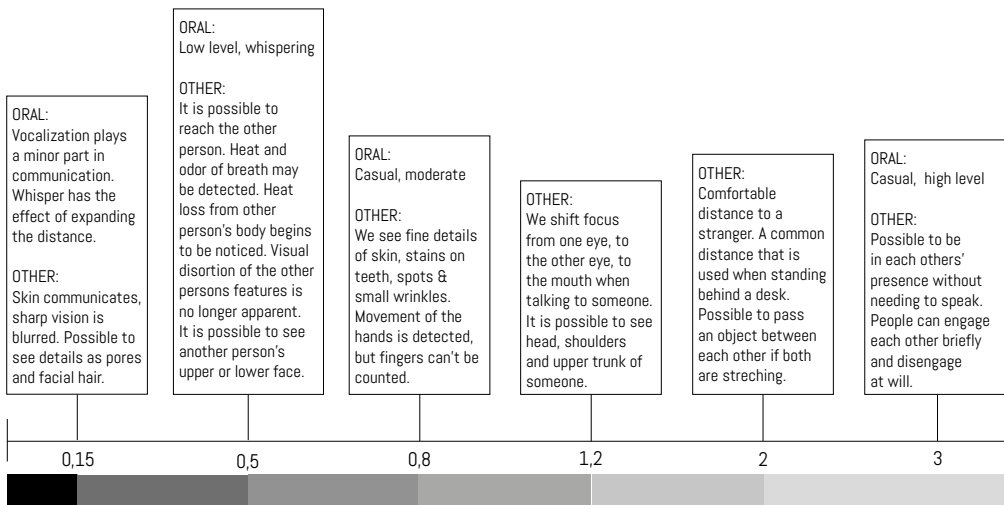 ORAL:
Vocalization plays
a minor part in
communication.
Whisper has the
effect of expanding
the distance.
OTHER:
Skin communicates,
sharp vision is
blurred. Possible to
see details as pores
and facial hair.
ORAL:
Low level, whispering
OTHER:
It is possible to
reach the other
person. Heat and
odor of breath may
be detected. Heat
loss from other
person's body begins
to be noticed. Visual
disortion of the other
persons features is
no longer apparent.
It is possible to see
another person's
upper or lower face.
ORAL:
Casual, moderate
OTHER:
We see fine details
of skin, stains on
teeth, spots &
small wrinkles.
Movement of the
hands is detected,
but fingers can't be
counted.
OTHER:
We shift focus
from one eye, to
the other eye, to
the mouth when
talking to someone.
It is possible to see
head, shoulders
and upper trunk of
someone.
OTHER:
Comfortable
distance to a
stranger. A common
distance that is
used when standing
behind a desk.
Possible to pass
an object between
each other if both
are streching.
ORAL:
Casual, high level
OTHER:
Possible to be
in each others'
presence without
needing to speak.
People can engage
each other briefly
and disengage
at will.
0,15 0,5 0,8 1,2 2 3